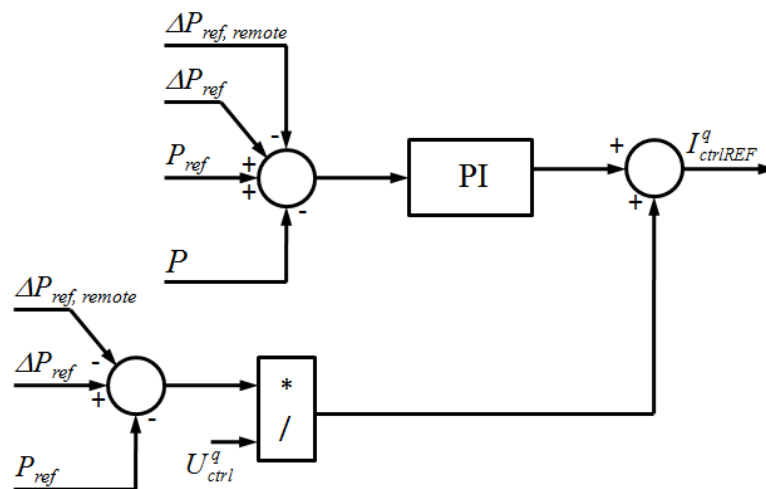 ΔP_ref, remote
-
ΔP_ref
+
P_ref
+
-
P
PI
+
+
I^q_ctrlREF
ΔP_ref, remote
-
ΔP_ref
+
-
P_ref
*
/
U^q_ctrl